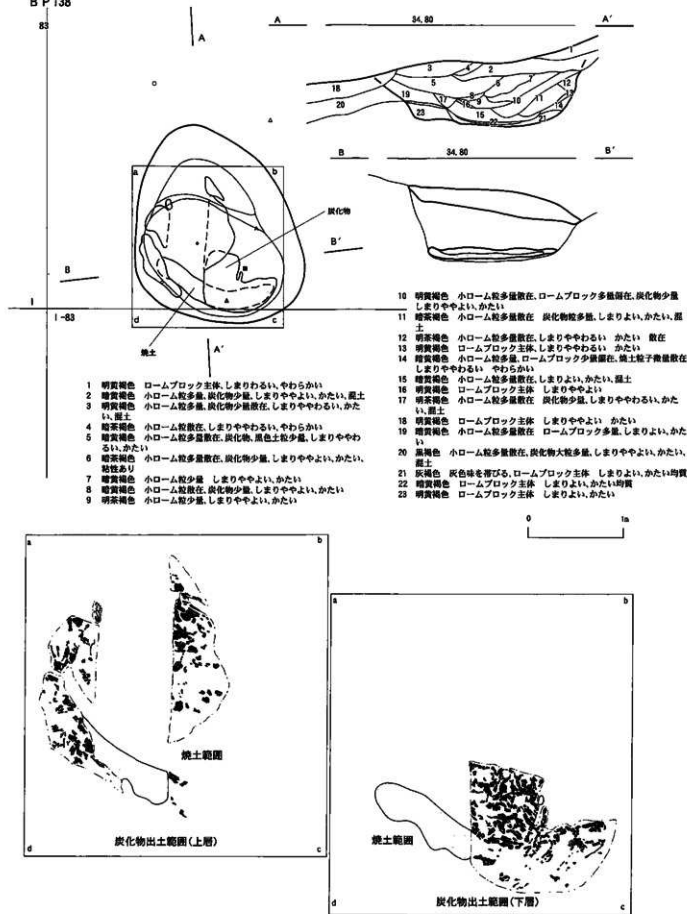 B P 138
83
A
A
34.80
A'
1
3
4
2
5
6
7
12
18
8
13
19
17
9
10
11
14
20
16
15
21
23
22
B
34.80
B'
a
b
炭化物
B
B'
I
I -83
d
c
焼土
A'
1 明黄褐色 ロームブロック主体、しまりわるい、やわらかい
2 暗黄褐色 小ローム粒多量、炭化物少量、しまりややよい、かたい、混土
3 明黄褐色 小ローム粒多量、炭化物少量散在、しまりややわるい、かた
い、混土
4 暗茶褐色 小ローム粒散在、しまりややわるい、やわらかい
5 暗黄褐色 小ローム粒多量散在、炭化物、黒色土粒少量、しまりややわ
るい、かたい
6 暗茶褐色 小ローム粒多量散在、炭化物少量、しまりややよい、かたい、
粘性あり
7 暗黄褐色 小ローム粒少量 しまりややよい、かたい
8 暗黄褐色 小ローム粒散在、炭化物少量、しまりややよい、かたい
9 明茶褐色 小ローム粒少量、しまりややよい、かたい
10 明黄褐色 小ローム粒多量散在、ロームブロック多量偏在、炭化物少量
しまりややよい、かたい
11 暗茶褐色 小ローム粒多量散在 炭化物粒多量、しまりよい、かたい、混
土
12 明茶褐色 小ローム粒多量散在、しまりややわるい かたい 散在
13 明黄褐色 ロームブロック主体、しまりややわるい かたい
14 暗黄褐色 小ローム粒多量、ロームブロック少量偏在、焼土粒子微量散在
しまりややわるい やわらかい
15 暗黄褐色 小ローム粒多量散在、しまりよい、かたい、混土
16 明黄褐色 ロームブロック主体 しまりややよい
17 明茶褐色 小ローム粒多量散在 炭化物少量、しまりややわるい、かた
い、混土
18 明黄褐色 ロームブロック主体 しまりややよい かたい
19 暗黄褐色 小ローム粒多量散在 ロームブロック多量、しまりよい、かた
い
20 黒褐色 小ローム粒多量散在、炭化物大粒多量、しまりややよい、かたい、
混土
21 灰褐色 灰色味を帯びる、ロームブロック主体 しまりよい、かたい均質
22 暗黄褐色 ロームブロック主体 しまりよい、かたい均質
23 明黄褐色 ロームブロック主体 しまりよい、かたい
0
1m
a
b
焼土範囲
d
炭化物出土範囲(上層)
c
a
b
焼土範囲
d
炭化物出土範囲(下層)
c